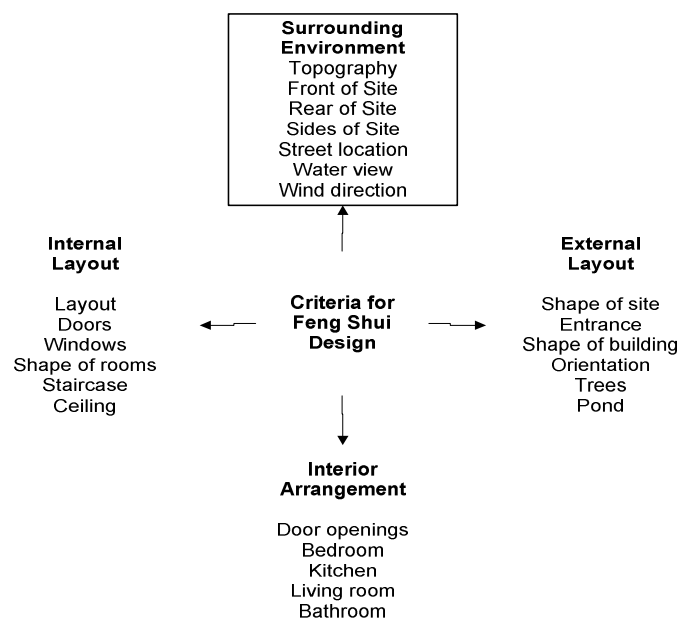 Surrounding
Environment
Topography
Front of Site
Rear of Site
Sides of Site
Street location
Water view
Wind direction
Internal
Layout
Layout
Doors
Windows
Shape of rooms
Staircase
Ceiling
Criteria for
Feng Shui
Design
External
Layout
Shape of site
Entrance
Shape of building
Orientation
Trees
Pond
Interior
Arrangement
Door openings
Bedroom
Kitchen
Living room
Bathroom